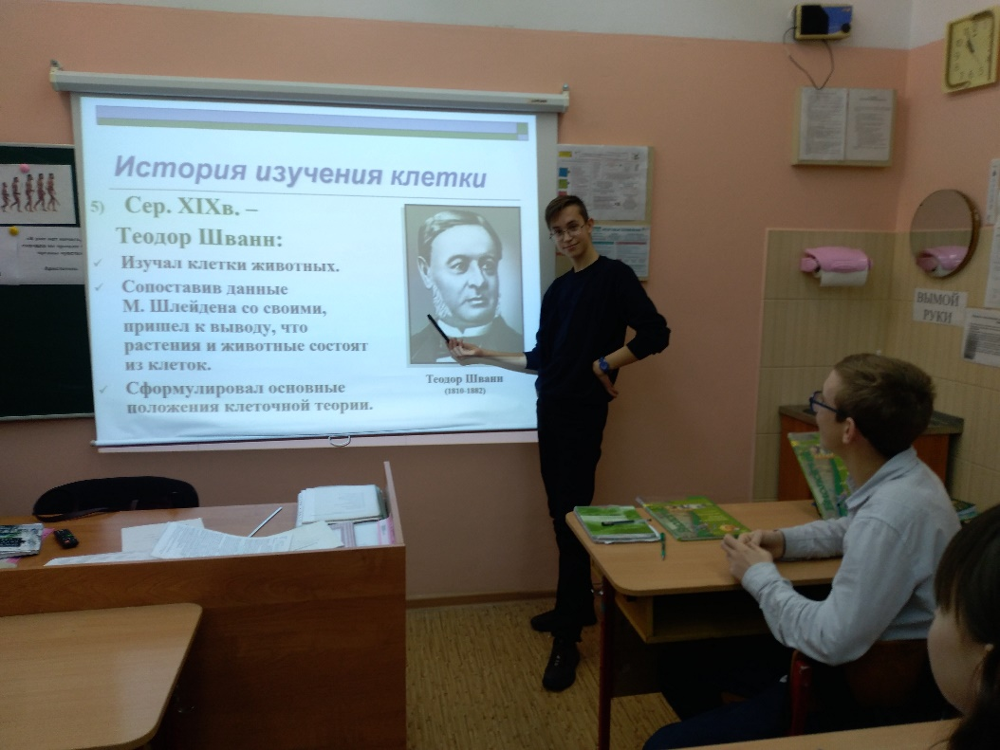 История изучения клетки
5) Сер. XIXв. –
Теодор Шванн:
Изучал клетки животных.
Сопоставив данные
М. Шлейдена со своими,
пришел к выводу, что
растения и животные состоят
из клеток.
Сформулировал основные
положения клеточной теории.
Теодор Шванн
(1810-1882)
ВЫМОЙ
РУКИ